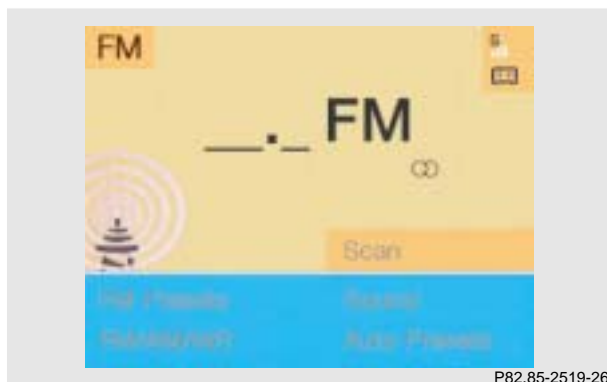 FM
__._ FM
Scan
FM Presets
Sound
FM/AM/WB
Auto Presets
P82.85-2519-26